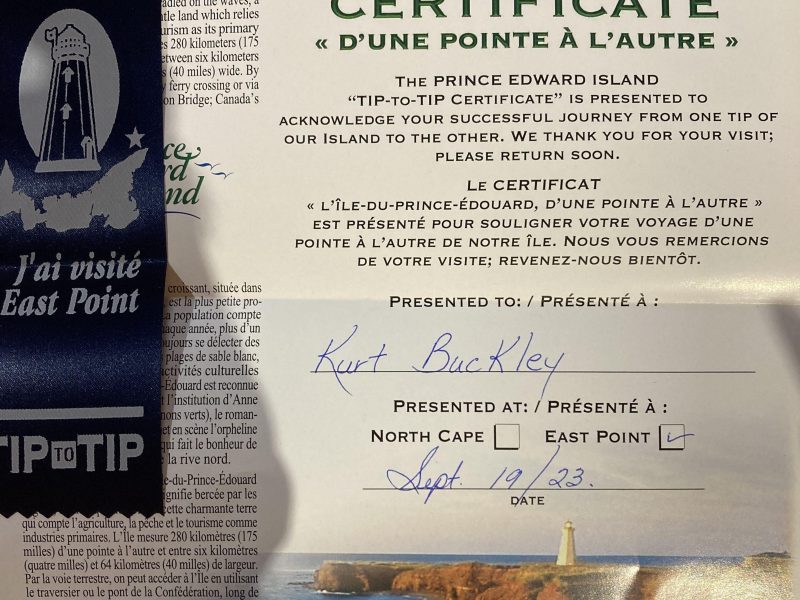 adled on the waves, a
tle land which relies
urism as its primary
s 280 kilometers (175
etween six kilometers
s (40 miles) wide. By
ferry crossing or via
on Bridge; Canada's
J'ai visité
East Point
TIP TO TIP
croissant, située dans
est la plus petite pro-
a population compte
aque année, plus d'un
oujours se délecter des
plages de sable blanc,
ctivités culturelles
-Édouard est reconnue
l'institution d'Anne
nons verts), le roman-
et en scène l'orpheline
qui fait le bonheur de
la rive nord.
le-du-Prince-Édouard
ignifie bercée par les
ette charmante terre
qui compte l'agriculture, la pêche et le tourisme comme
industries primaires. L'Île mesure 280 kilomètres (175
milles) d'une pointe à l'autre et entre six kilomètres
(quatre milles) et 64 kilomètres (40 milles) de largeur.
Par la voie terrestre, on peut accéder à l'Île en utilisant
le traversier ou le pont de la Confédération, long de
CERTIFICATE
« D'UNE POINTE À L'AUTRE »
THE PRINCE EDWARD ISLAND
“TIP-TO-TIP CERTIFICATE” IS PRESENTED TO
ACKNOWLEDGE YOUR SUCCESSFUL JOURNEY FROM ONE TIP OF
OUR ISLAND TO THE OTHER. WE THANK YOU FOR YOUR VISIT;
PLEASE RETURN SOON.
LE CERTIFICAT
« L'ÎLE-DU-PRINCE-ÉDOUARD, D'UNE POINTE À L'AUTRE »
EST PRÉSENTÉ POUR SOULIGNER VOTRE VOYAGE D'UNE
POINTE À L'AUTRE DE NOTRE ÎLE. NOUS VOUS REMERCIONS
DE VOTRE VISITE; REVENEZ-NOUS BIENTÔT.
PRESENTED TO: / PRÉSENTÉ À :
Kurt Buckley
PRESENTED AT: / PRÉSENTÉ À :
NORTH CAPE EAST POINT
Sept. 19/23.
DATE